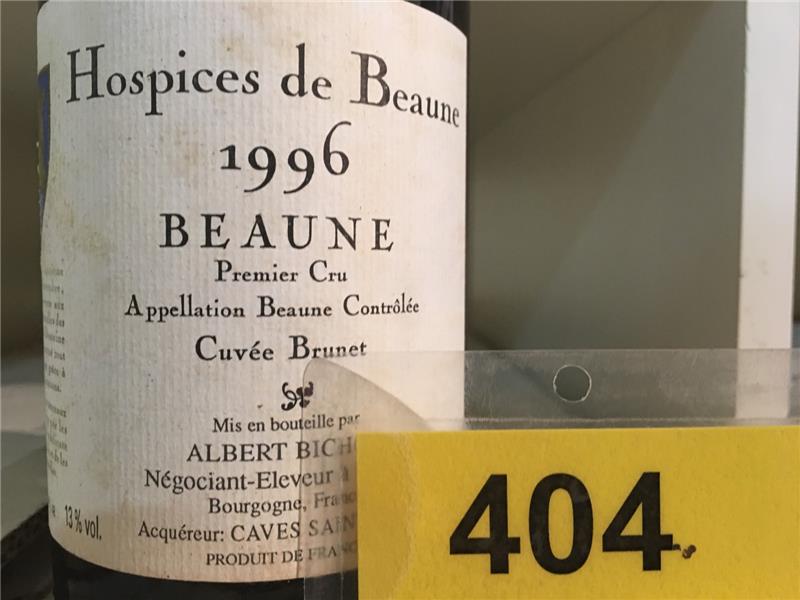 Hospices de Beaune
1996
BEAUNE
Premier Cru
Appellation Beaune Contrôlée
Cuvée Brunet
Mis en bouteille par
ALBERT BICH
Négociant-Eleveur à
Bourgogne, Franc
Acquéreur: CAVES SAIN
PRODUIT DE FRANC
13% vol.
404